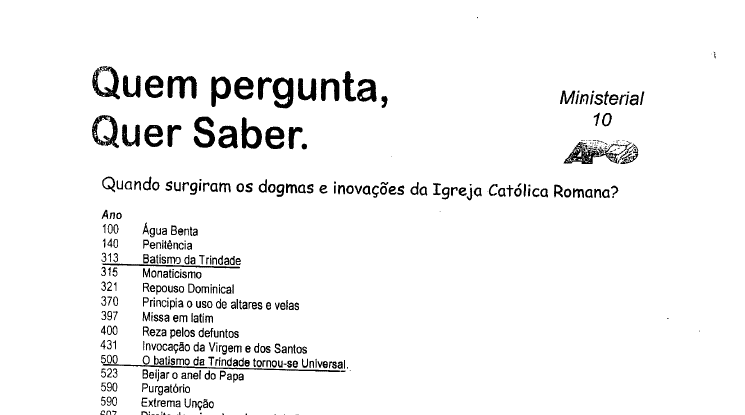 Quem pergunta,
Quer Saber.
Ministerial
10
Quando surgiram os dogmas e inovações da Igreja Católica Romana?
Ano
100 Água Benta
140 Penitência
313 Batismo da Trindade
315 Monaticismo
321 Repouso Dominical
370 Principia o uso de altares e velas
397 Missa em latim
400 Reza pelos defuntos
431 Invocação da Virgem e dos Santos
500 O batismo da Trindade tornou-se Universal.
523 Beijar o anel do Papa
590 Purgatório
590 Extrema Unção